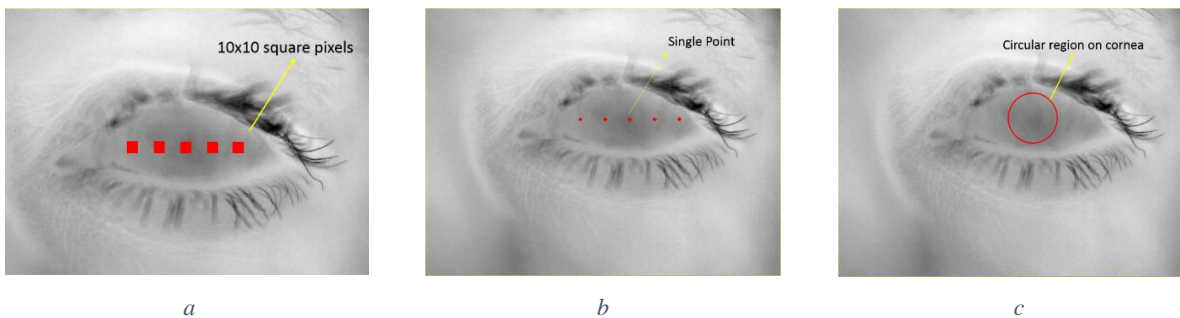 10x10 square pixels
Single Point
Circular region on cornea
a
b
c